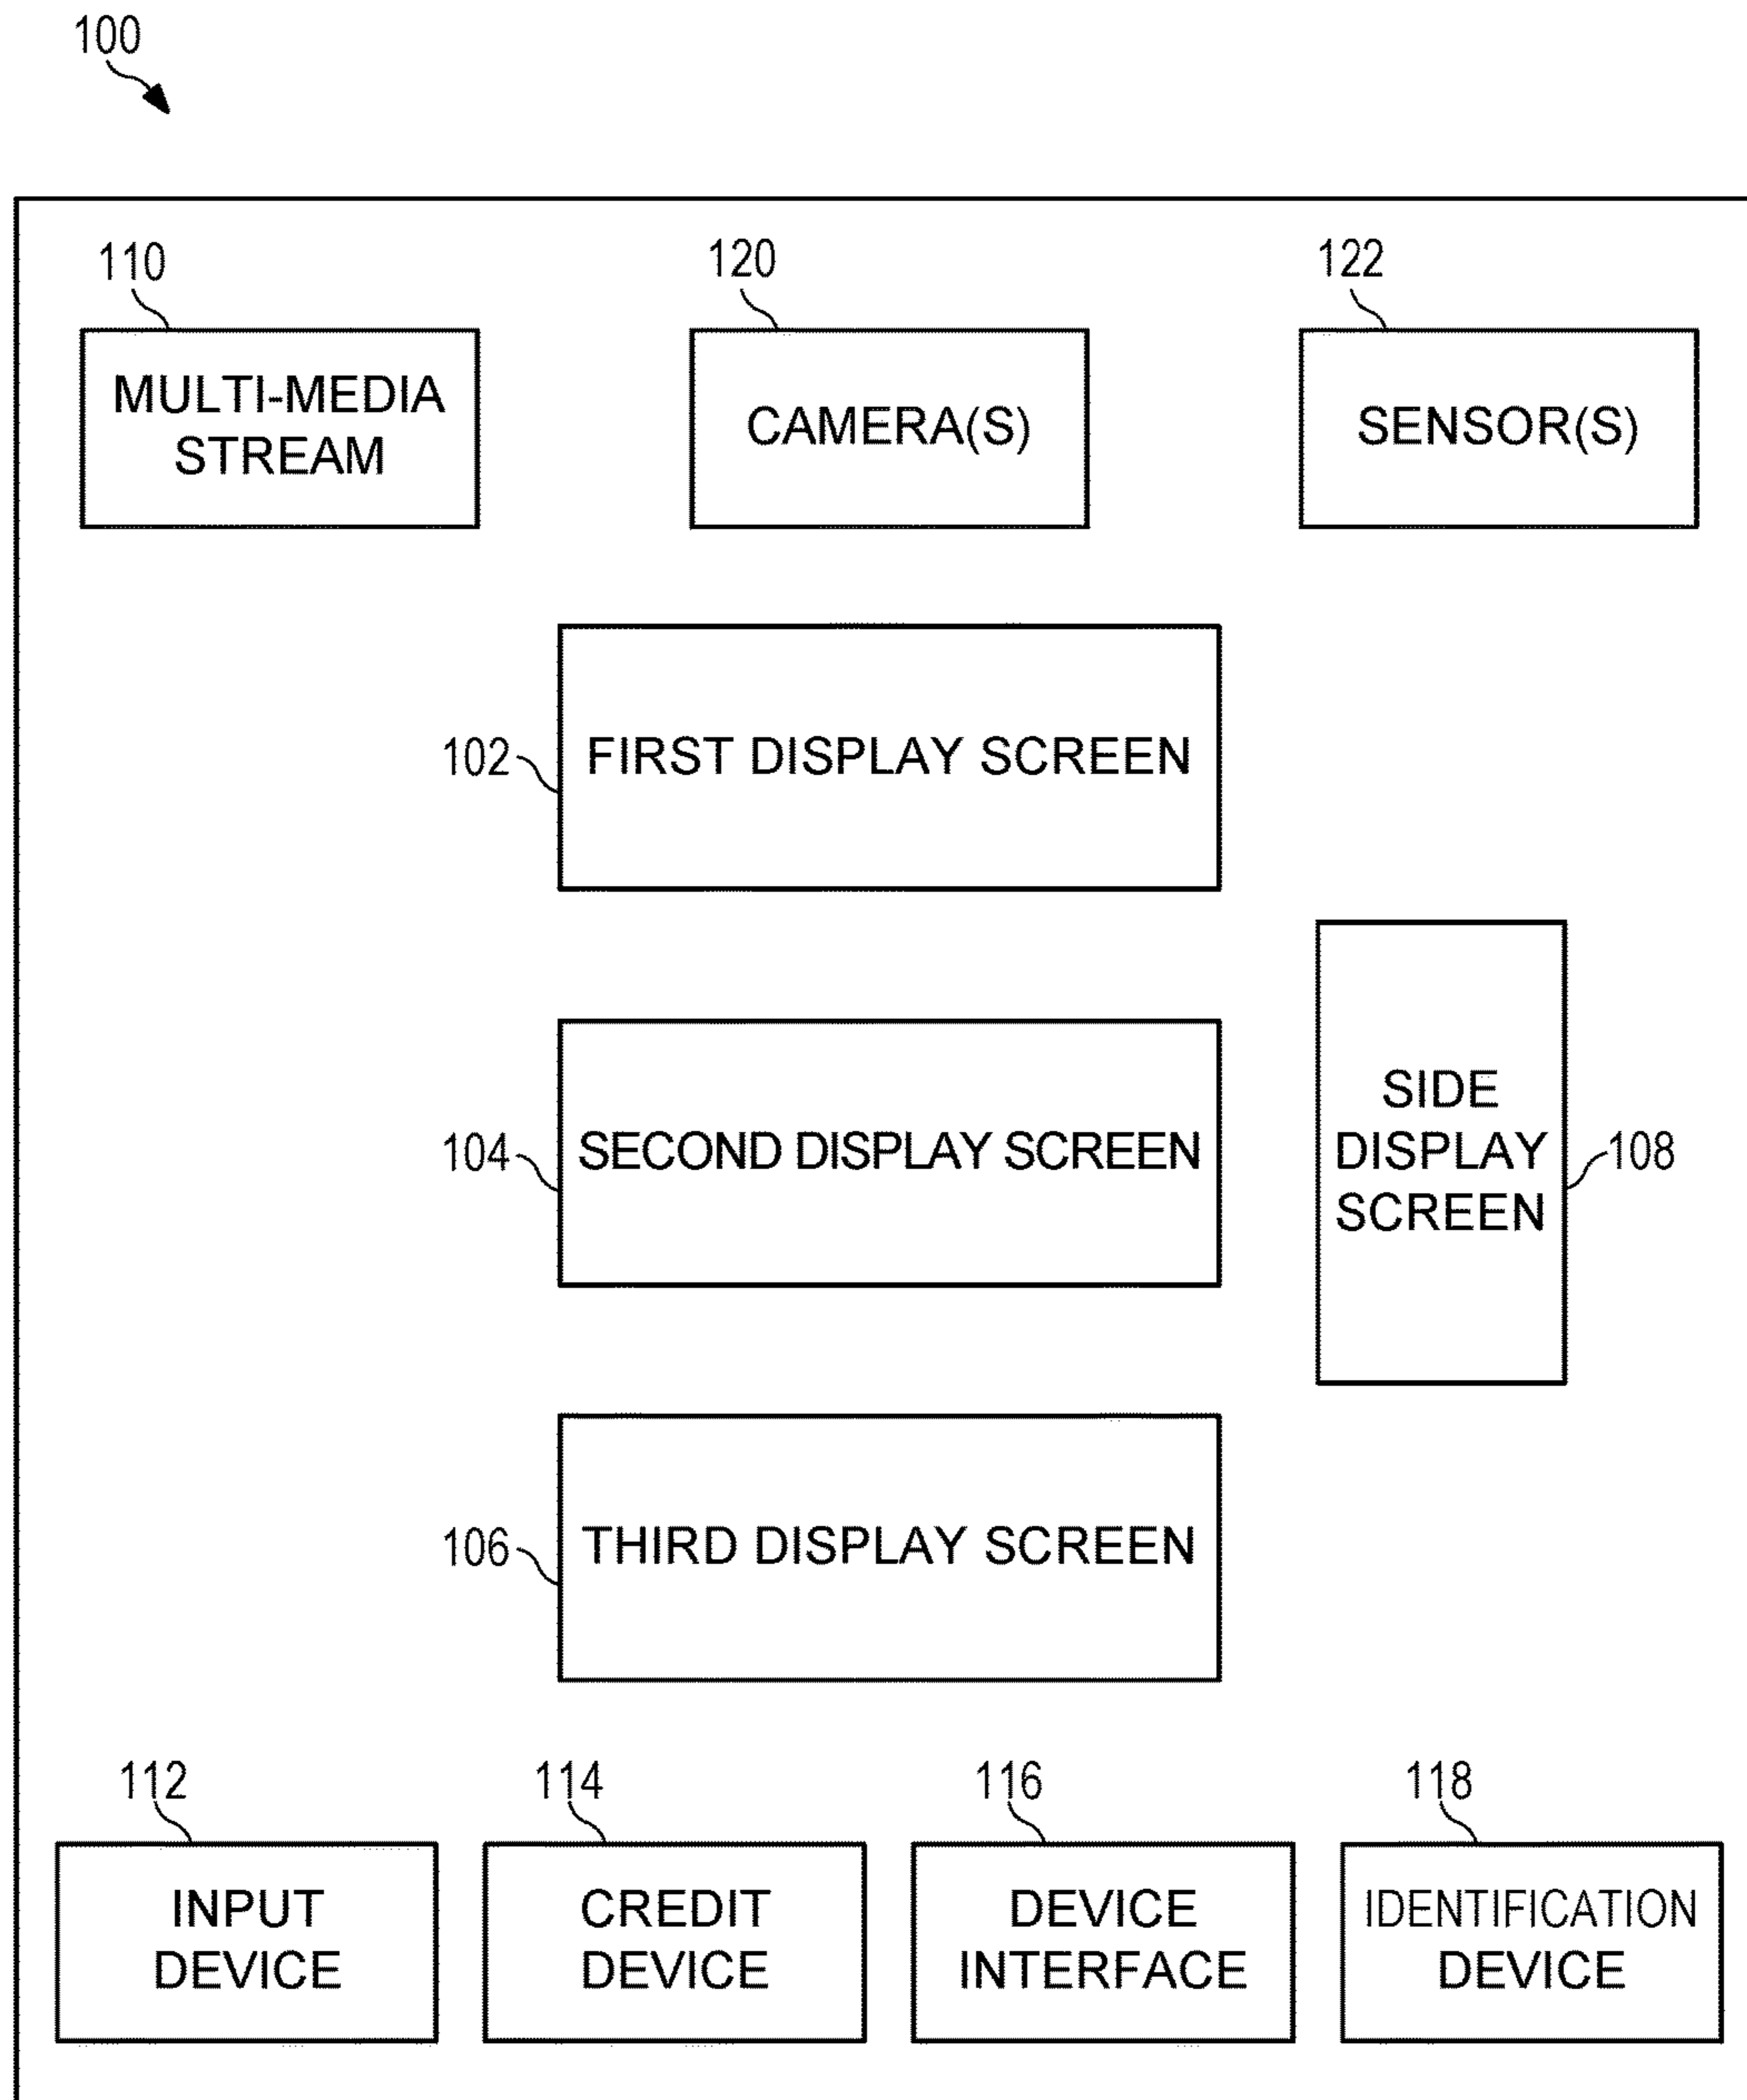 100
110
120
122
MULTI-MEDIA
STREAM
CAMERA(S)
SENSOR(S)
102
FIRST DISPLAY SCREEN
104
SECOND DISPLAY SCREEN
SIDE
DISPLAY
SCREEN
108
106
THIRD DISPLAY SCREEN
112
114
116
118
INPUT
DEVICE
CREDIT
DEVICE
DEVICE
INTERFACE
IDENTIFICATION
DEVICE